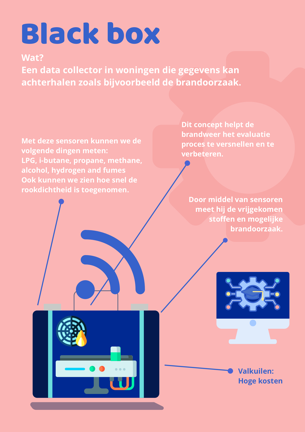 Black box
Wat?
Een data collector in woningen die gegevens kan
achterhalen zoals bijvoorbeeld de brandoorzaak.
Dit concept helpt de
brandweer het evaluatie
proces te versnellen en te
verbeteren.
Met deze sensoren kunnen we de
volgende dingen meten:
LPG, i-butane, propane, methane,
alcohol, hydrogen and fumes
Ook kunnen we zien hoe snel de
rookdichtheid is toegenomen.
Door middel van sensoren
meet hij de vrijgekomen
stoffen en mogelijke
brandoorzaak.
Valkuilen:
Hoge kosten